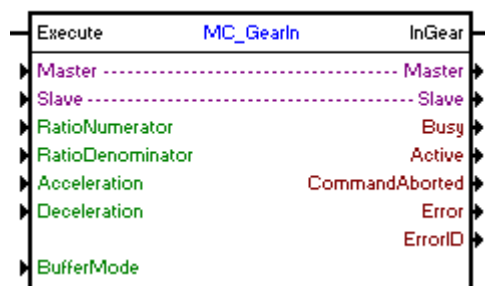 Execute MC_GearIn InGear
Master Master
Slave Slave
RatioNumerator Busy
RatioDenominator Active
Acceleration CommandAborted
Deceleration Error
ErrorID
BufferMode